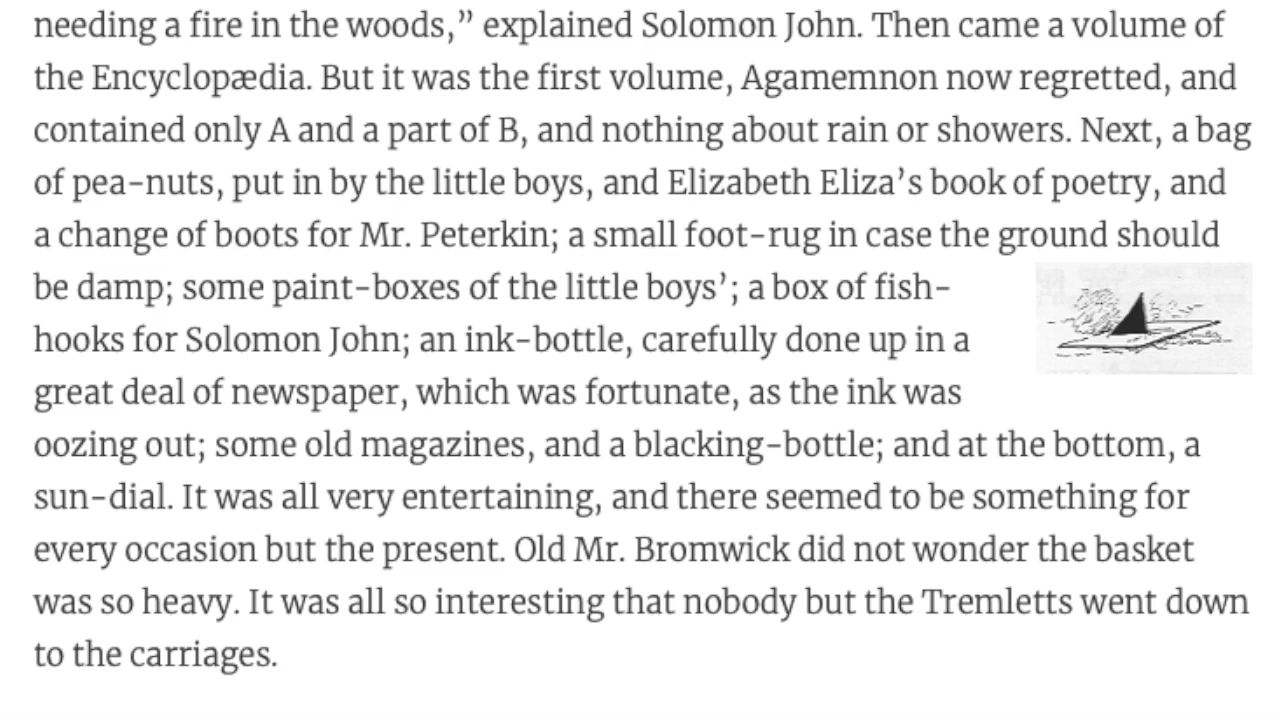 needing a fire in the woods,” explained Solomon John. Then came a volume of
the Encyclopædia. But it was the first volume, Agamemnon now regretted, and
contained only A and a part of B, and nothing about rain or showers. Next, a bag
of pea-nuts, put in by the little boys, and Elizabeth Eliza’s book of poetry, and
a change of boots for Mr. Peterkin; a small foot-rug in case the ground should
be damp; some paint-boxes of the little boys’; a box of fish-
hooks for Solomon John; an ink-bottle, carefully done up in a
great deal of newspaper, which was fortunate, as the ink was
oozing out; some old magazines, and a blacking-bottle; and at the bottom, a
sun-dial. It was all very entertaining, and there seemed to be something for
every occasion but the present. Old Mr. Bromwick did not wonder the basket
was so heavy. It was all so interesting that nobody but the Tremletts went down
to the carriages.